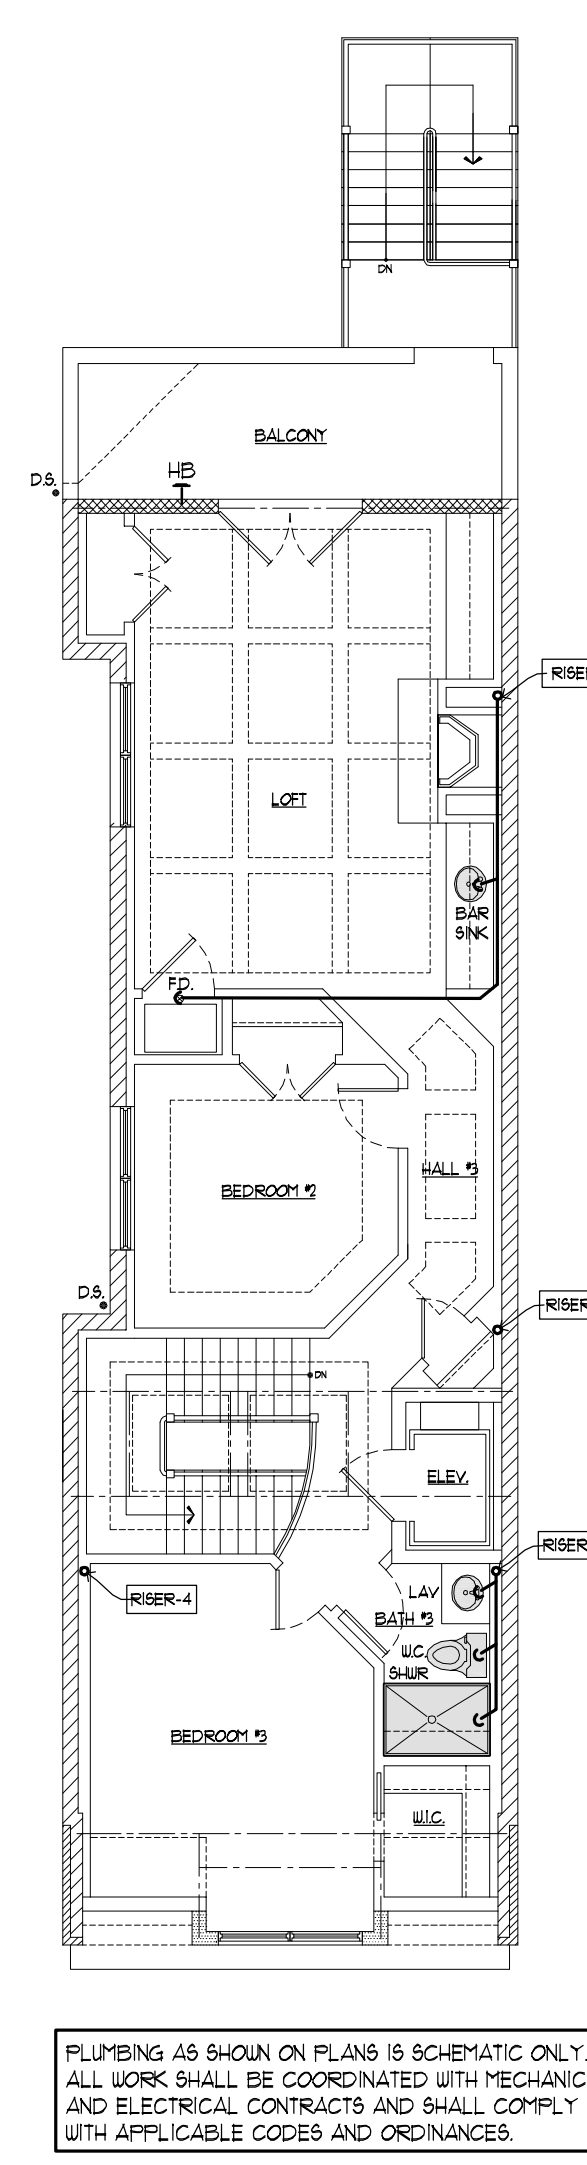 DN
BALCONY
D.S.
HB
RISE
LOFT
BAR
SINK
F.D.
HALL #3
BEDROOM #2
D.S.
RISER
DN
ELEV.
RISER
LAV
RISER-4
BATH #3
W.C.
SHWR
BEDROOM #3
W.I.C.
PLUMBING AS SHOWN ON PLANS IS SCHEMATIC ONLY.
ALL WORK SHALL BE COORDINATED WITH MECHANIC
AND ELECTRICAL CONTRACTS AND SHALL COMPLY
WITH APPLICABLE CODES AND ORDINANCES.